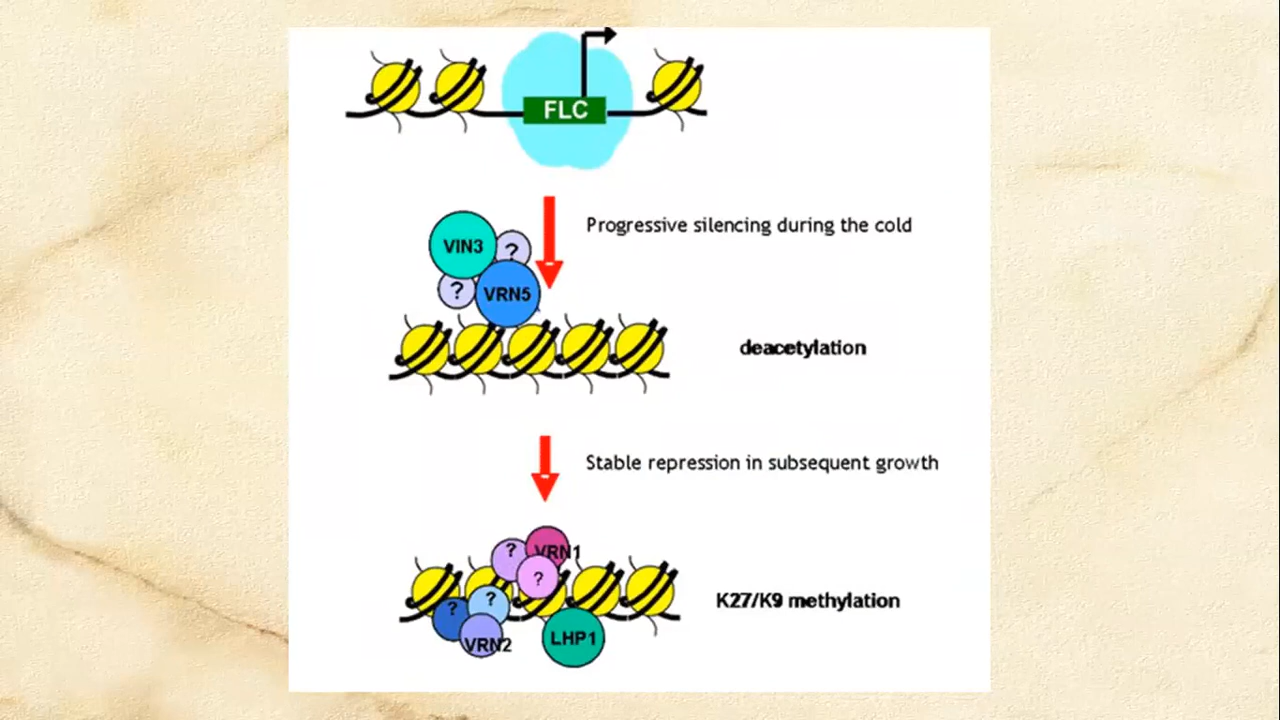 FLC
Progressive silencing during the cold
VIN3
?
?
VRN5
deacetylation
Stable repression in subsequent growth
?
VRN1
?
K27/K9 methylation
?
?
VRN2
LHP1